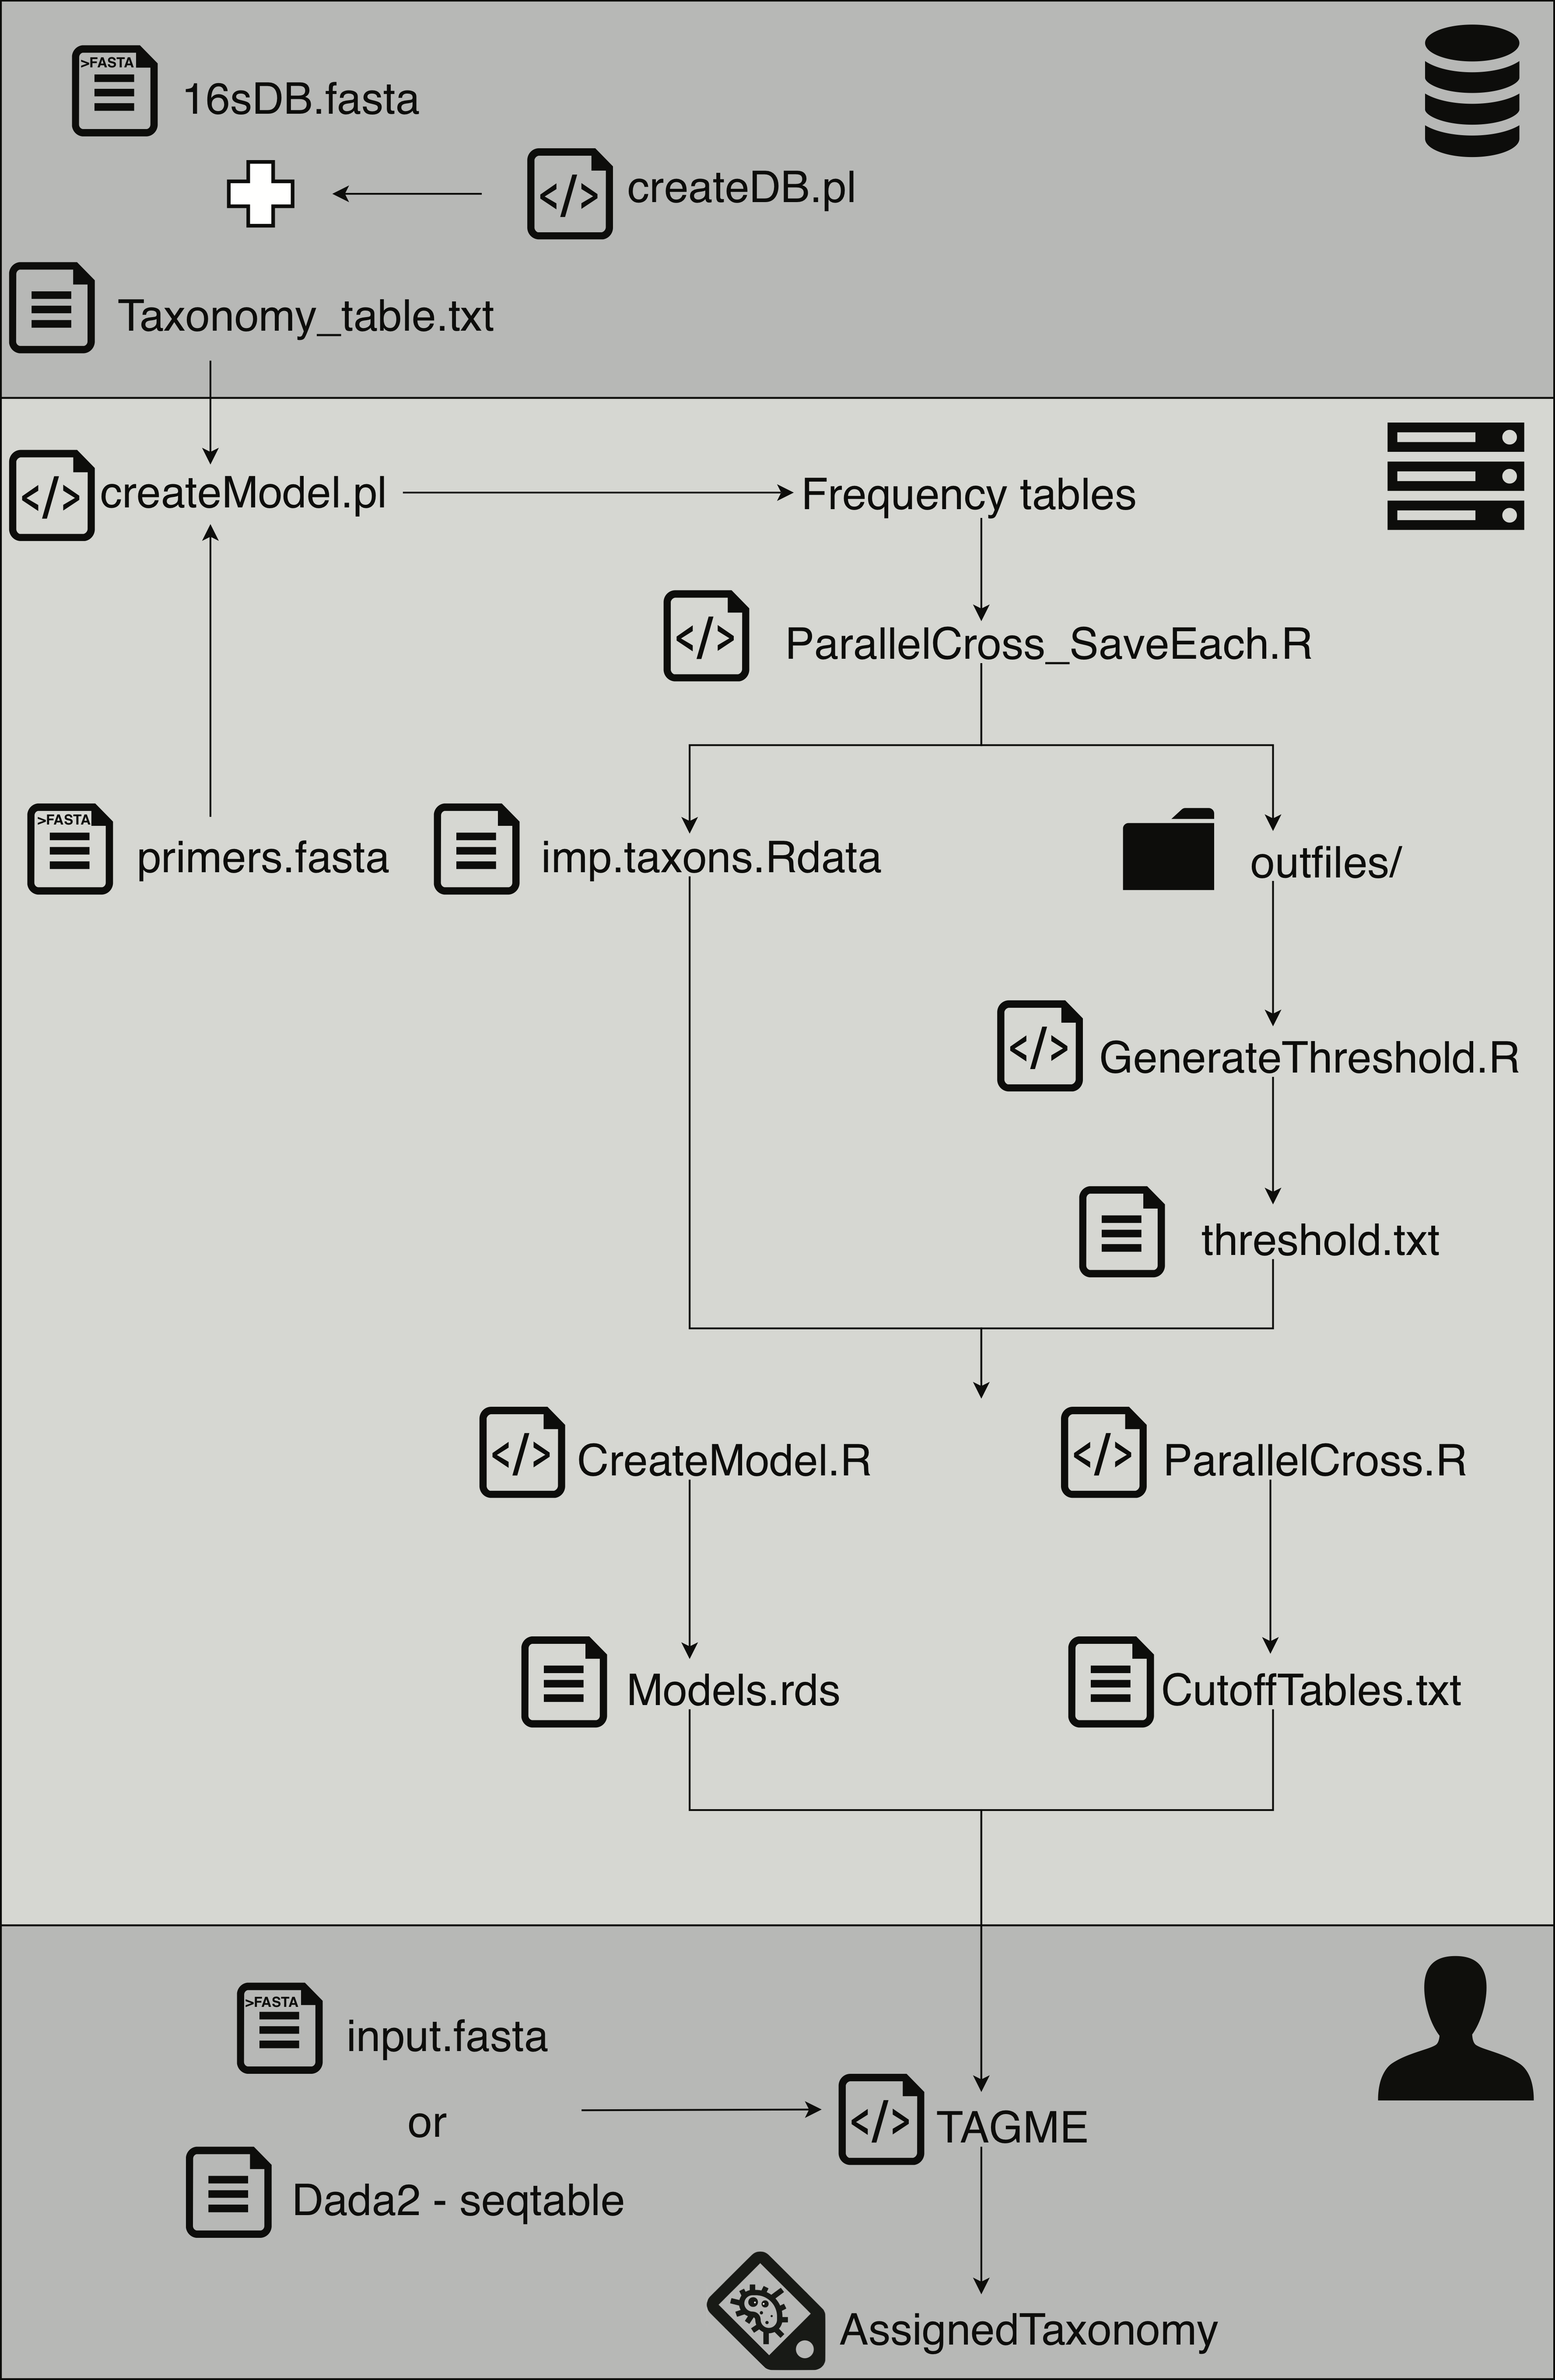 >FASTA
16sDB.fasta
</> createDB.pl
Taxonomy_table.txt
</> createModel.pl
Frequency tables
</> ParallelCross_SaveEach.R
>FASTA
primers.fasta
imp.taxons.Rdata
outfiles/
</> GenerateThreshold.R
threshold.txt
</> CreateModel.R
</> ParallelCross.R
Models.rds
CutoffTables.txt
>FASTA
input.fasta
or
</> TAGME
Dada2 - seqtable
AssignedTaxonomy